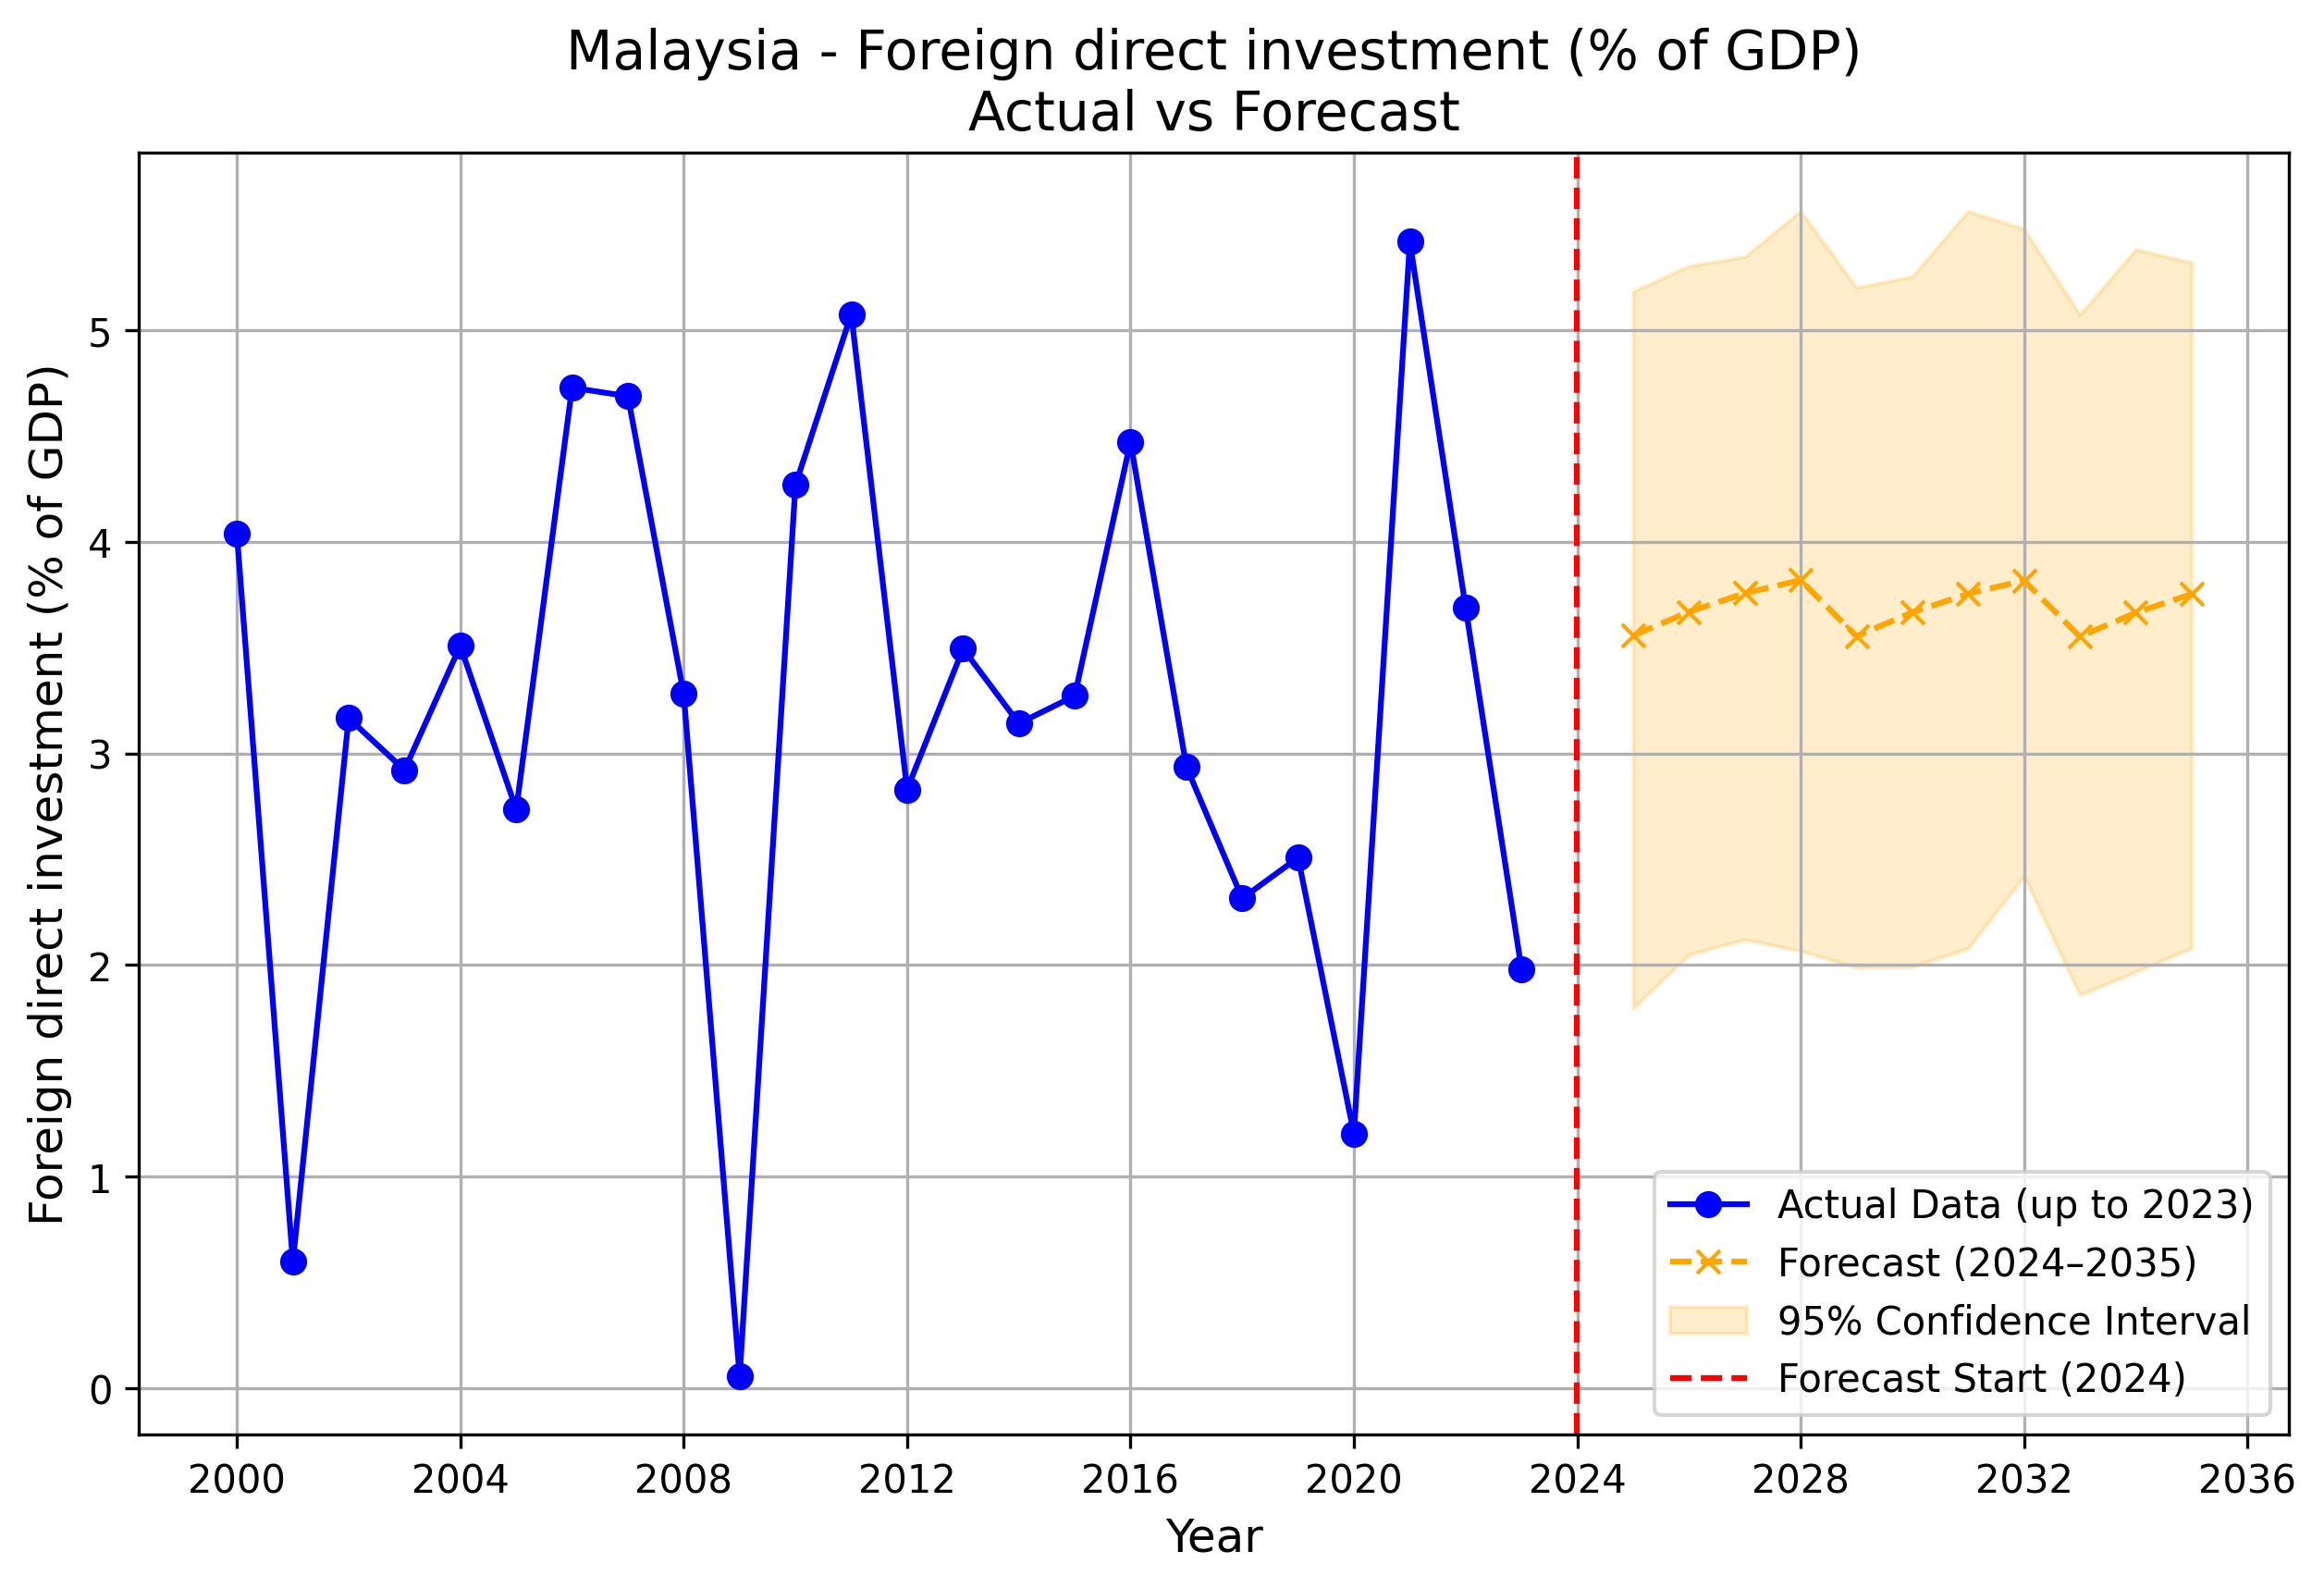 Malaysia - Foreign direct investment (% of GDP)
Actual vs Forecast
Foreign direct investment (% of GDP)
5
4
3
2
1
0
Actual Data (up to 2023)
Forecast (2024–2035)
95% Confidence Interval
Forecast Start (2024)
2000 2004 2008 2012 2016 2020 2024 2028 2032 2036
Year